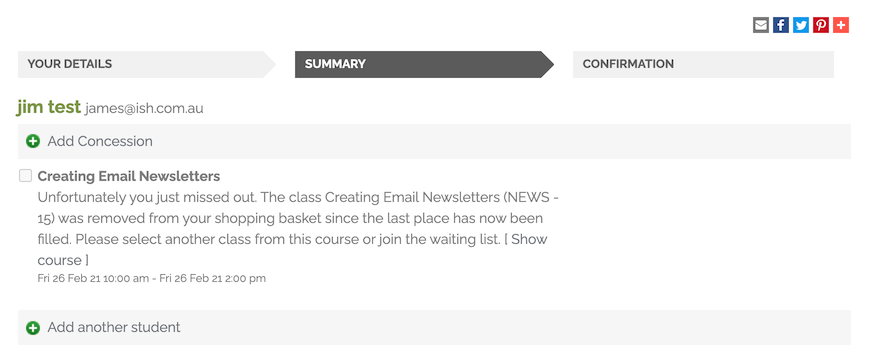 YOUR DETAILS
SUMMARY
CONFIRMATION
jim test james@ish.com.au
Add Concession
Creating Email Newsletters
Unfortunately you just missed out. The class Creating Email Newsletters (NEWS -
15) was removed from your shopping basket since the last place has now been
filled. Please select another class from this course or join the waiting list. [ Show
course ]
Fri 26 Feb 21 10:00 am - Fri 26 Feb 21 2:00 pm
Add another student